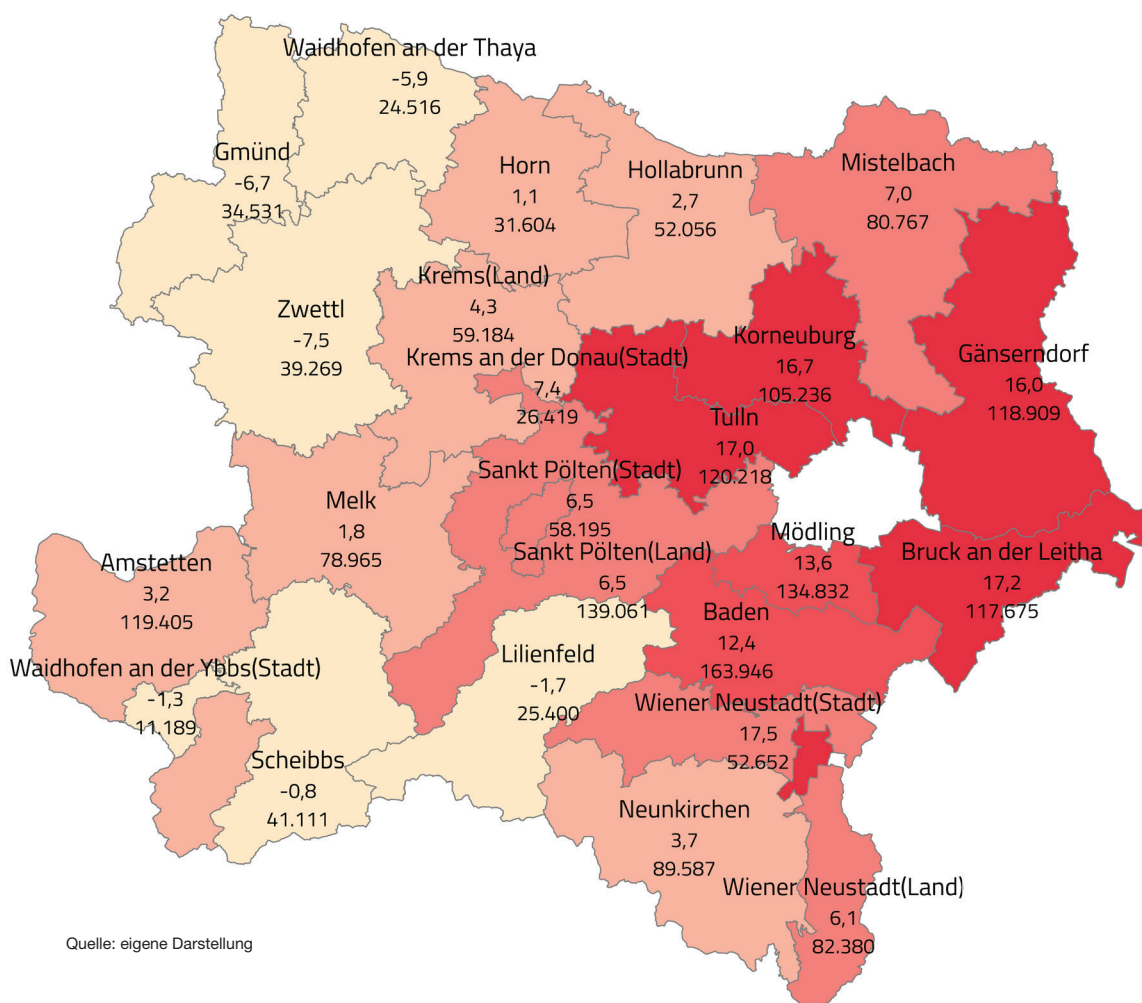 Waidhofen an der Thaya
-5,9
24.516
Gmünd
-6,7
34.531
Horn
1,1
31.604
Hollabrunn
2,7
52.056
Mistelbach
7,0
80.767
Zwettl
-7,5
39.269
Krems(Land)
4,3
59.184
Krems an der Donau(Stadt)
7,4
26.419
Korneuburg
16,7
105.236
Gänserndorf
16,0
118.909
Tulln
17,0
120.218
Sankt Pölten(Stadt)
6,5
58.195
Melk
1,8
78.965
Sankt Pölten(Land)
6,5
139.061
Mödling
13,6
134.832
Bruck an der Leitha
17,2
117.675
Amstetten
3,2
119.405
Baden
12,4
163.946
Waidhofen an der Ybbs(Stadt)
-1,3
11.189
Lilienfeld
-1,7
25.400
Wiener Neustadt(Stadt)
17,5
52.652
Scheibbs
-0,8
41.111
Neunkirchen
3,7
89.587
Wiener Neustadt(Land)
6,1
82.380
Quelle: eigene Darstellung